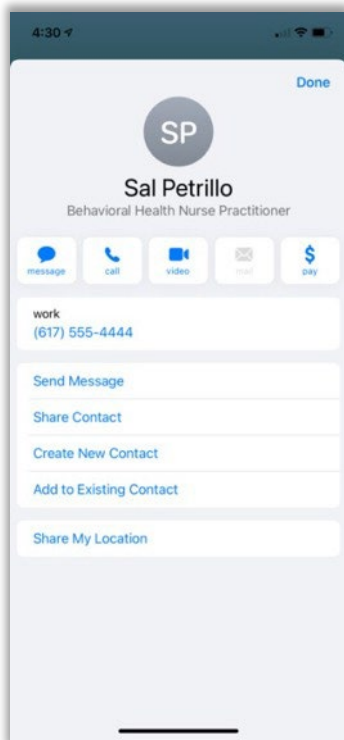 4:30
Done
SP
Sal Petrillo
Behavioral Health Nurse Practitioner
message call video mail $ pay
work
(617) 555-4444
Send Message
Share Contact
Create New Contact
Add to Existing Contact
Share My Location